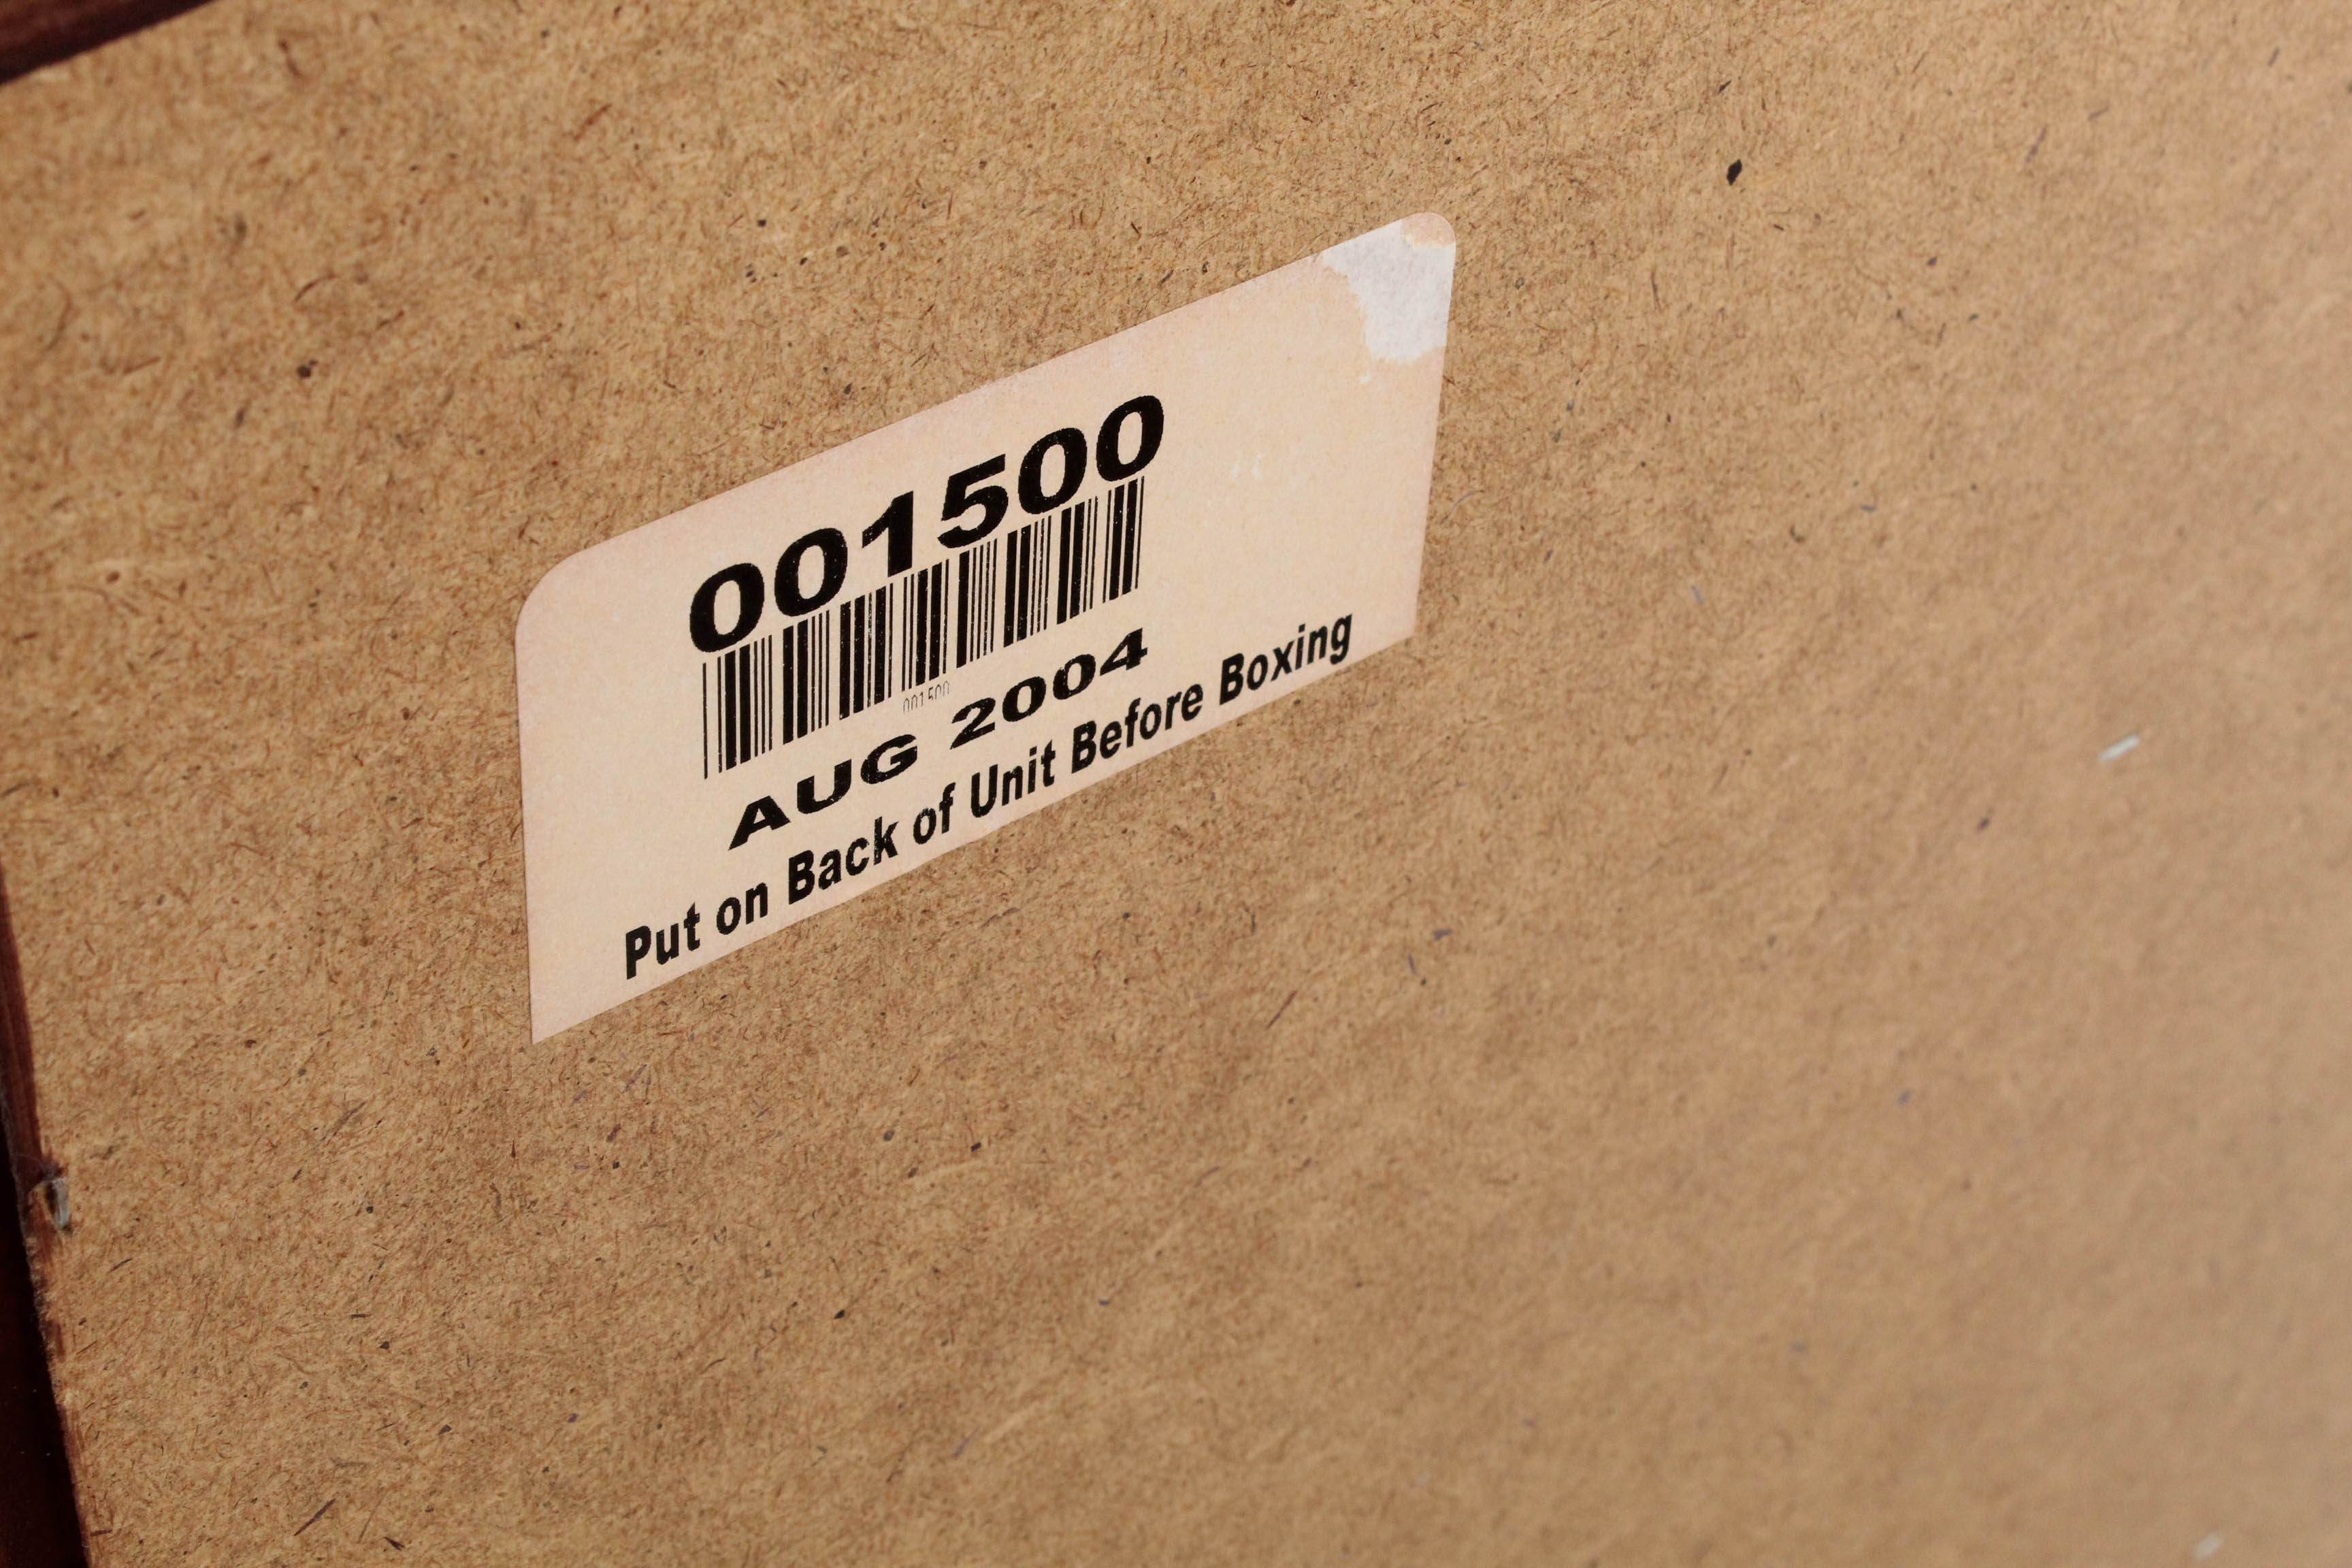 001500
001500
AUG 2004
Put on Back of Unit Before Boxing